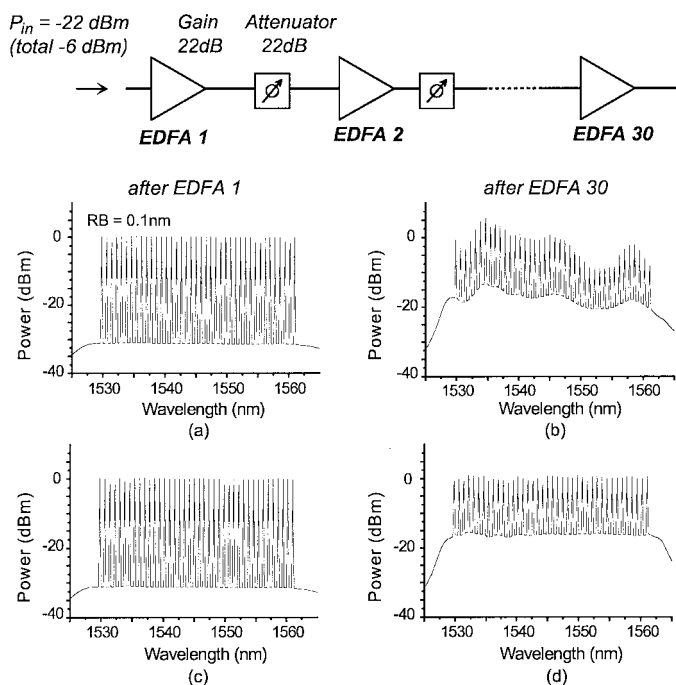 P_in = -22 dBm
(total -6 dBm)
Gain
22dB
Attenuator
22dB
EDFA 1
EDFA 2
EDFA 30
after EDFA 1
after EDFA 30
RB = 0.1nm
Power (dBm)
0
-20
-40
1530 1540 1550 1560
Wavelength (nm)
(a)
Power (dBm)
0
-20
-40
1530 1540 1550 1560
Wavelength (nm)
(b)
Power (dBm)
0
-20
-40
1530 1540 1550 1560
Wavelength (nm)
(c)
Power (dBm)
0
-20
-40
1530 1540 1550 1560
Wavelength (nm)
(d)